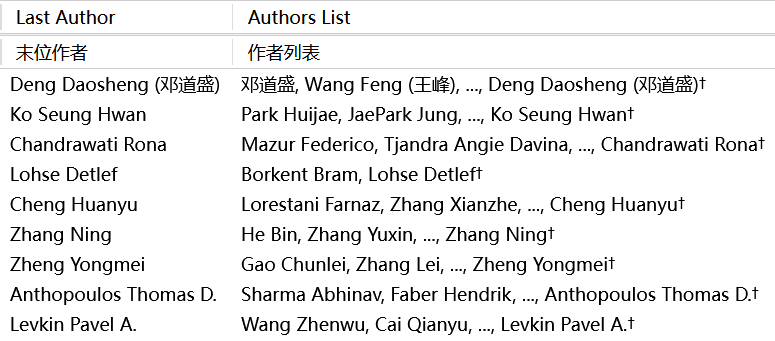 Last Author Authors List
末位作者 作者列表
Deng Daosheng (邓道盛) 邓道盛, Wang Feng (王峰), ..., Deng Daosheng (邓道盛)†
Ko Seung Hwan Park Huijae, JaePark Jung, ..., Ko Seung Hwan†
Chandrawati Rona Mazur Federico, Tjandra Angie Davina, ..., Chandrawati Rona†
Lohse Detlef Borkent Bram, Lohse Detlef†
Cheng Huanyu Lorestani Farnaz, Zhang Xianzhe, ..., Cheng Huanyu†
Zhang Ning He Bin, Zhang Yuxin, ..., Zhang Ning†
Zheng Yongmei Gao Chunlei, Zhang Lei, ..., Zheng Yongmei†
Anthopoulos Thomas D. Sharma Abhinav, Faber Hendrik, ..., Anthopoulos Thomas D.†
Levkin Pavel A. Wang Zhenwu, Cai Qianyu, ..., Levkin Pavel A.†